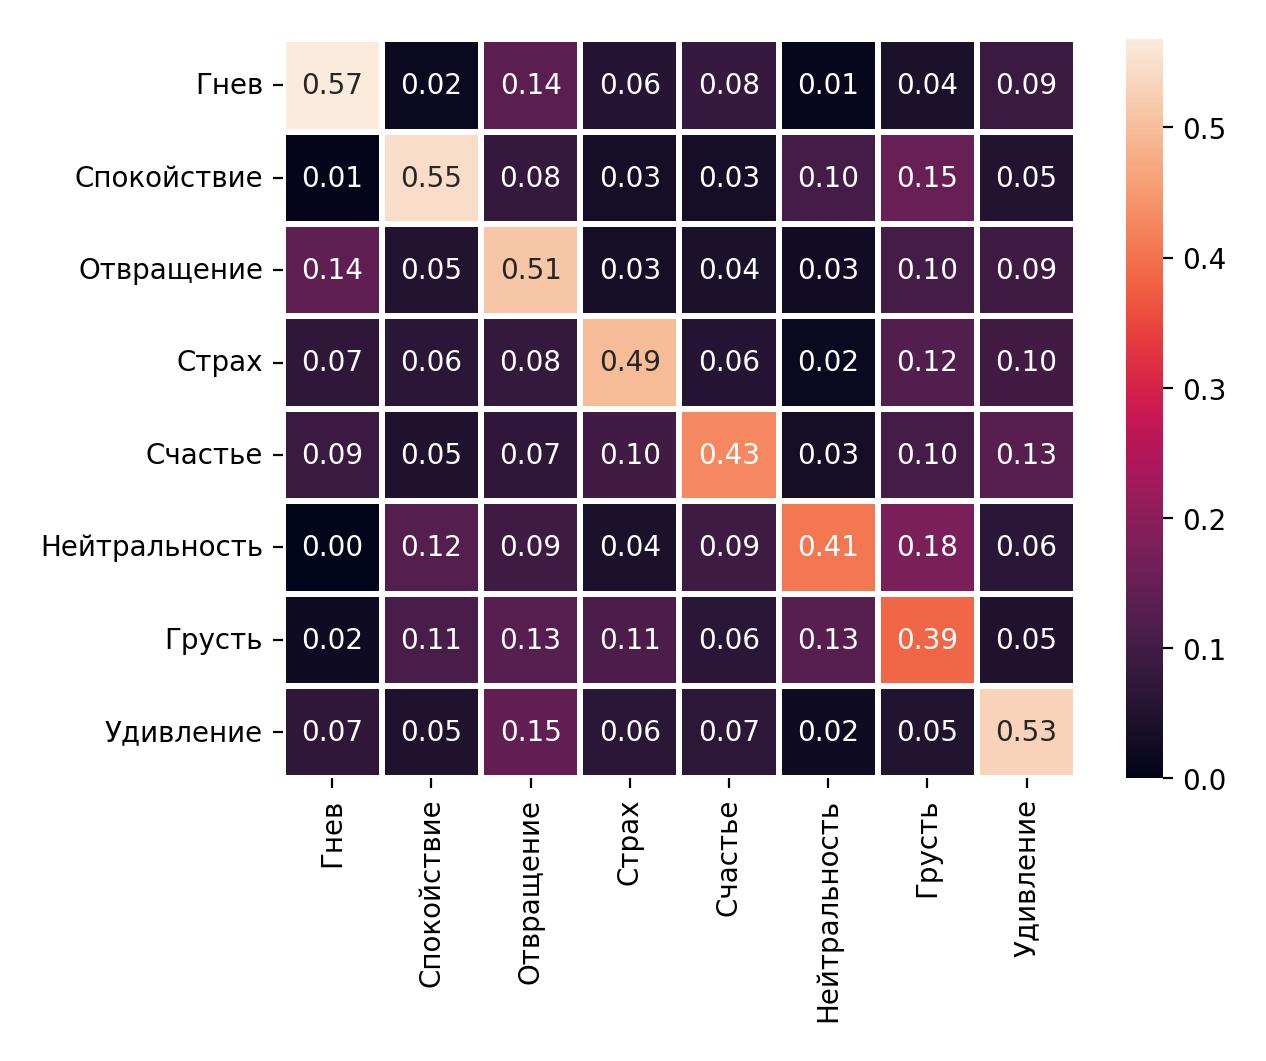 Гнев 0.57 0.02 0.14 0.06 0.08 0.01 0.04 0.09
Спокойствие 0.01 0.55 0.08 0.03 0.03 0.10 0.15 0.05
Отвращение 0.14 0.05 0.51 0.03 0.04 0.03 0.10 0.09
Страх 0.07 0.06 0.08 0.49 0.06 0.02 0.12 0.10
Счастье 0.09 0.05 0.07 0.10 0.43 0.03 0.10 0.13
Нейтральность 0.00 0.12 0.09 0.04 0.09 0.41 0.18 0.06
Грусть 0.02 0.11 0.13 0.11 0.06 0.13 0.39 0.05
Удивление 0.07 0.05 0.15 0.06 0.07 0.02 0.05 0.53
Гнев
Спокойствие
Отвращение
Страх
Счастье
Нейтральность
Грусть
Удивление
0.5
0.4
0.3
0.2
0.1
0.0